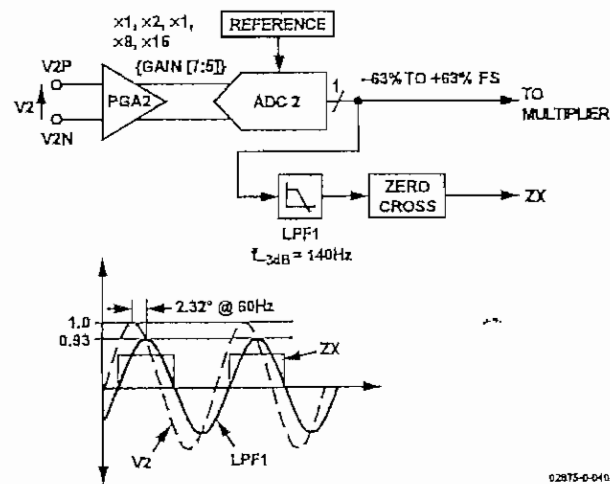 ×1, ×2, ×1,
×8, ×16
{GAIN [7:5]}
REFERENCE
V2P
V2
V2N
PGA2
ADC 2
1
–63% TO +63% FS
TO
MULTIPLIER
LPF1
f–3dB = 140Hz
ZERO
CROSS
ZX
2.32° @ 60Hz
1.0
0.93
ZX
V2
LPF1
02875-0-040